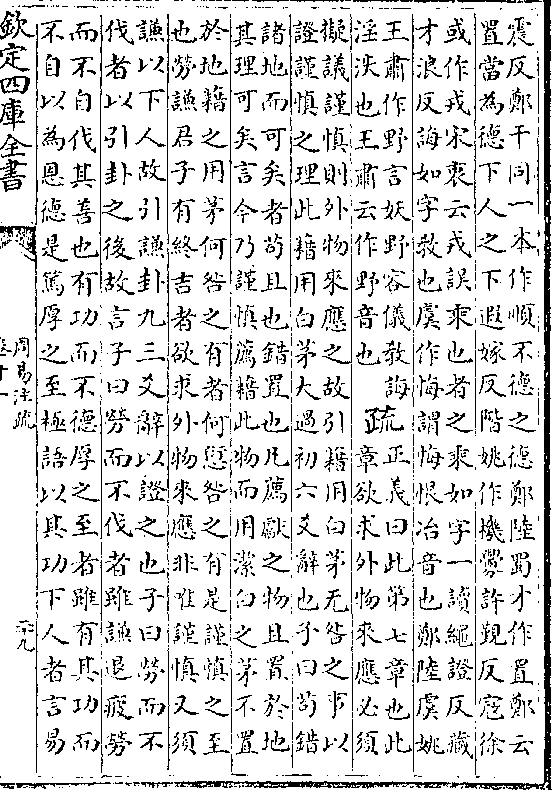 震反鄭干同一本作順不德之德鄭陸蜀才作置鄭云
置當為德下人之下遐嫁反階姚作機釁許覲反寇徐
或作戎宋衷云戎誤乘也者之乘如字一讀繩證反藏
才浪反誨如字教也虞作悔謂悔恨冶音也鄭陸虞姚
王肅作野言妖野容儀教誨
淫泆也王肅云作野音也疏正義曰此第七章也此
章欲求外物來應必須
擬議謹慎則外物來應之故引藉用白茅无咎之事以
證謹慎之理此藉用白茅大過初六爻辭也子曰苟錯
諸地而可矣者苟且也錯置也凡薦獻之物且置於地
其理可矣言今乃謹慎薦藉此物而用潔白之茅不置
於地藉之用茅何咎之有者何愆咎之有是謹慎之至
也勞謙君子有終吉者欲求外物來應非唯謹慎又須
謙以下人故引謙卦九三爻辭以證之也子曰勞而不
伐者以引卦之後故言子曰勞而不伐者雖謙退疲勞
而不自伐其善也有功而不德厚之至者雖有其功而
不自以為恩德是篤厚之至極語以其功下人者言易
欽定四庫全書
周易注疏
卷十一
二十九